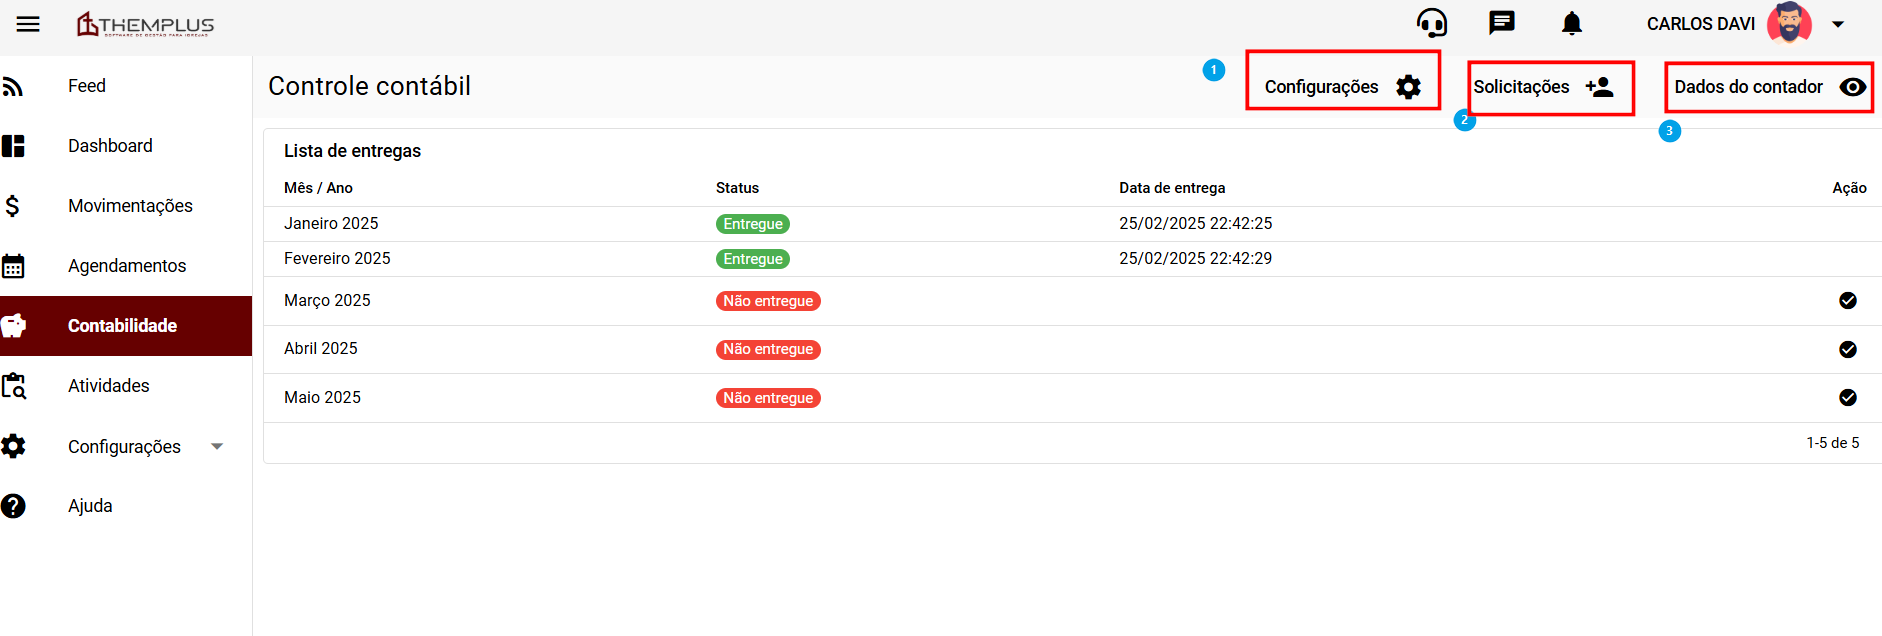 THEMPLUS
SOFTWARE DE GESTÃO PARA IGREJAS
CARLOS DAVI
Feed
Dashboard
Movimentações
Agendamentos
Contabilidade
Atividades
Configurações
Ajuda
Controle contábil
1
Configurações
2
Solicitações
3
Dados do contador
Lista de entregas
Mês / Ano Status Data de entrega Ação
Janeiro 2025 Entregue 25/02/2025 22:42:25
Fevereiro 2025 Entregue 25/02/2025 22:42:29
Março 2025 Não entregue
Abril 2025 Não entregue
Maio 2025 Não entregue
1-5 de 5